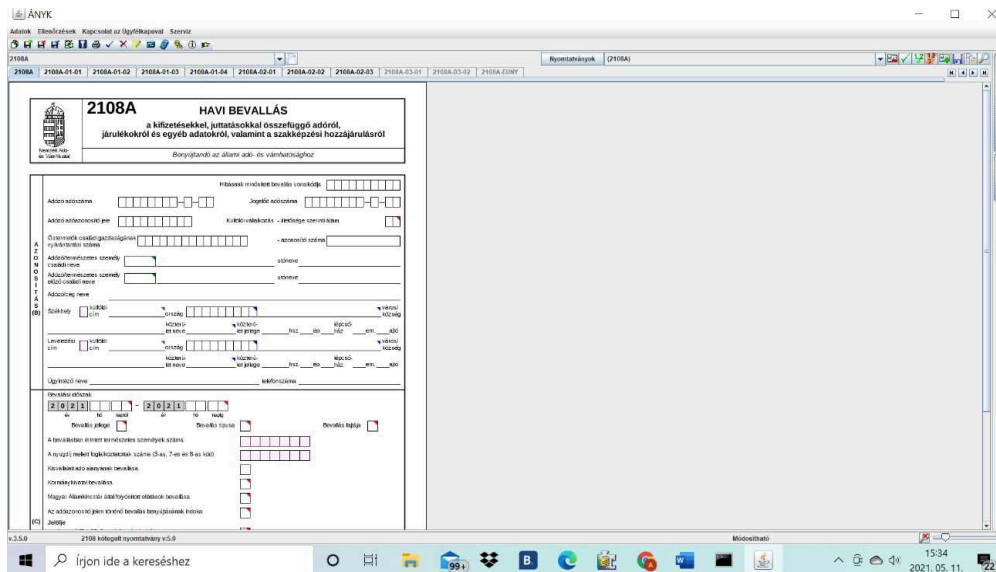 ÁNYK
Adatok Ellenőrzések Kapcsolat az Ügyfélkapuval Szerviz
2108A Nyomtatványok (2108A)
2108A 2108A-01-01 2108A-01-02 2108A-01-03 2108A-01-04 2108A-02-01 2108A-02-02 2108A-02-03 2108A-03-01 2108A-03-02 2108A-EUNY
2108A HAVI BEVALLÁS
a kifizetésekkel, juttatásokkal összefüggő adóról,
járulékokról és egyéb adatokról, valamint a szakképzési hozzájárulásról
Nemzeti Adó-
és Vámhivatal
Benyújtandó az állami adó- és vámhatósághoz
Hibásnak minősített bevallás vonalkódja
Adózó adószáma Jogelőd adószáma
Adózó adóazonosító jele Külföldi vállalkozás - illetősége szerinti állam
Őstermelők családi gazdaságának
nyilvántartási száma - azonosító száma
AZONOSÍTÁS
(B)
Adózó/természetes személy
családi neve utóneve
Adózó/természetes személy
előző családi neve utóneve
Adózó/cég neve
Székhely külföldi
cím ország város/
község
közterü-
let neve közterü-
let jellege hsz. ép. lépcső-
ház em. ajtó
Levelezési
cím külföldi
cím ország város/
község
közterü-
let neve közterü-
let jellege hsz. ép. lépcső-
ház em. ajtó
Ügyintéző neve telefonszáma
Bevallási időszak
2021 - 2021
év hó naptól év hó napig
Bevallás jellege Bevallás típusa Bevallás fajtája
A bevallásban érintett természetes személyek száma.
A nyugdíj mellett foglalkoztatottak száma (3-as, 7-es és 8-as kód)
Kisvállalati adó alanyának bevallása.
Kormányhivatal bevallása.
Magyar Államkincstár által folyósított ellátások bevallása.
Az adóazonosító jelen történő bevallás benyújtásának indoka
(C) Jelölje
v.3.5.0 2108 kötegelt nyomtatvány v:5.0 Módosítható
Írjon ide a kereséshez
99+
15:34
2021. 05. 11.
22